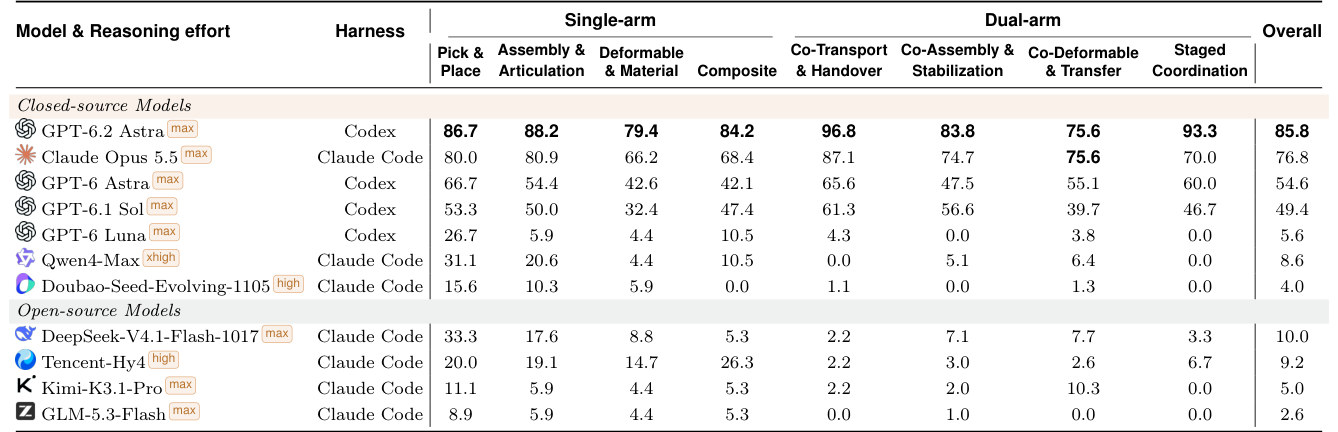 Model & Reasoning effort Harness Single-arm Dual-arm Overall
Pick & Place Assembly & Articulation Deformable & Material Composite Co-Transport & Handover Co-Assembly & Stabilization Co-Deformable & Transfer Staged Coordination
Closed-source Models
GPT-6.2 Astra max Codex 86.7 88.2 79.4 84.2 96.8 83.8 75.6 93.3 85.8
Claude Opus 5.5 max Claude Code 80.0 80.9 66.2 68.4 87.1 74.7 75.6 70.0 76.8
GPT-6 Astra max Codex 66.7 54.4 42.6 42.1 65.6 47.5 55.1 60.0 54.6
GPT-6.1 Sol max Codex 53.3 50.0 32.4 47.4 61.3 56.6 39.7 46.7 49.4
GPT-6 Luna max Codex 26.7 5.9 4.4 10.5 4.3 0.0 3.8 0.0 5.6
Qwen4-Max xhigh Claude Code 31.1 20.6 4.4 10.5 0.0 5.1 6.4 0.0 8.6
Doubao-Seed-Evolving-1105 high Claude Code 15.6 10.3 5.9 0.0 1.1 0.0 1.3 0.0 4.0
Open-source Models
DeepSeek-V4.1-Flash-1017 max Claude Code 33.3 17.6 8.8 5.3 2.2 7.1 7.7 3.3 10.0
Tencent-Hy4 high Claude Code 20.0 19.1 14.7 26.3 2.2 3.0 2.6 6.7 9.2
Kimi-K3.1-Pro max Claude Code 11.1 5.9 4.4 5.3 2.2 2.0 10.3 0.0 5.0
GLM-5.3-Flash max Claude Code 8.9 5.9 4.4 5.3 0.0 1.0 0.0 0.0 2.6